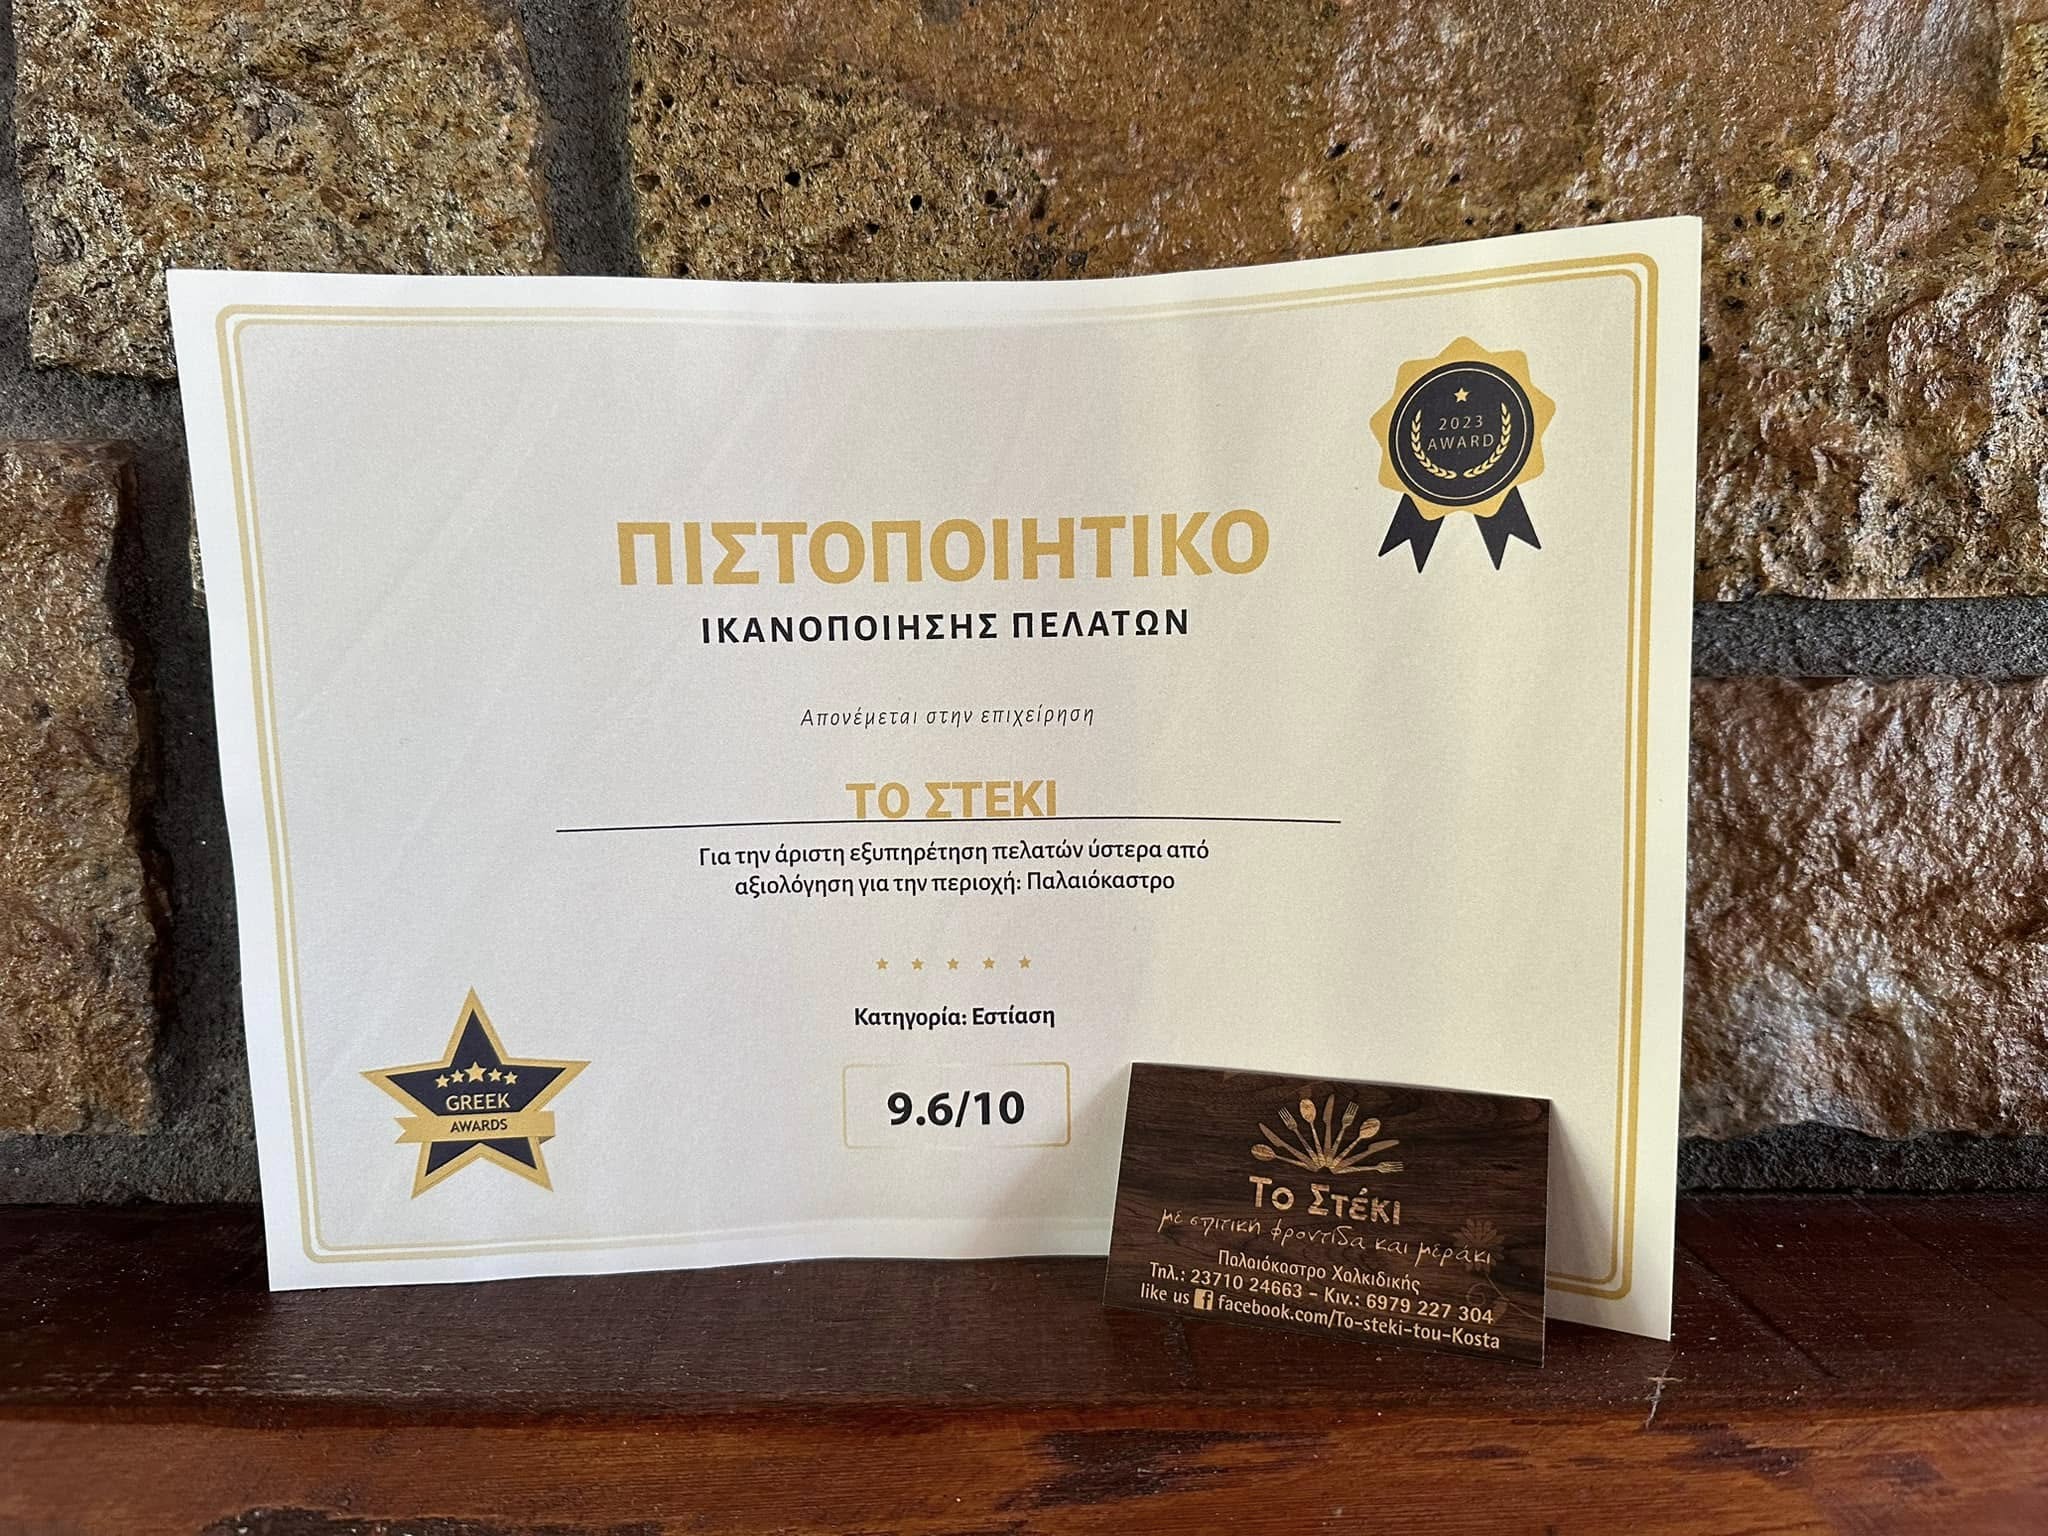 2023
AWARD
ΠΙΣΤΟΠΟΙΗΤΙΚΟ
ΙΚΑΝΟΠΟΙΗΣΗΣ ΠΕΛΑΤΩΝ
Απονέμεται στην επιχείρηση
ΤΟ ΣΤΕΚΙ
Για την άριστη εξυπηρέτηση πελατών ύστερα από
αξιολόγηση για την περιοχή: Παλαιόκαστρο
Κατηγορία: Εστίαση
9.6/10
GREEK
AWARDS
Το Στέκι
με σπιτική φροντίδα και μεράκι
Παλαιόκαστρο Χαλκιδικής
Τηλ.: 23710 24663 - Κιν.: 6979 227 304
like us f facebook.com/To-steki-tou-Kosta